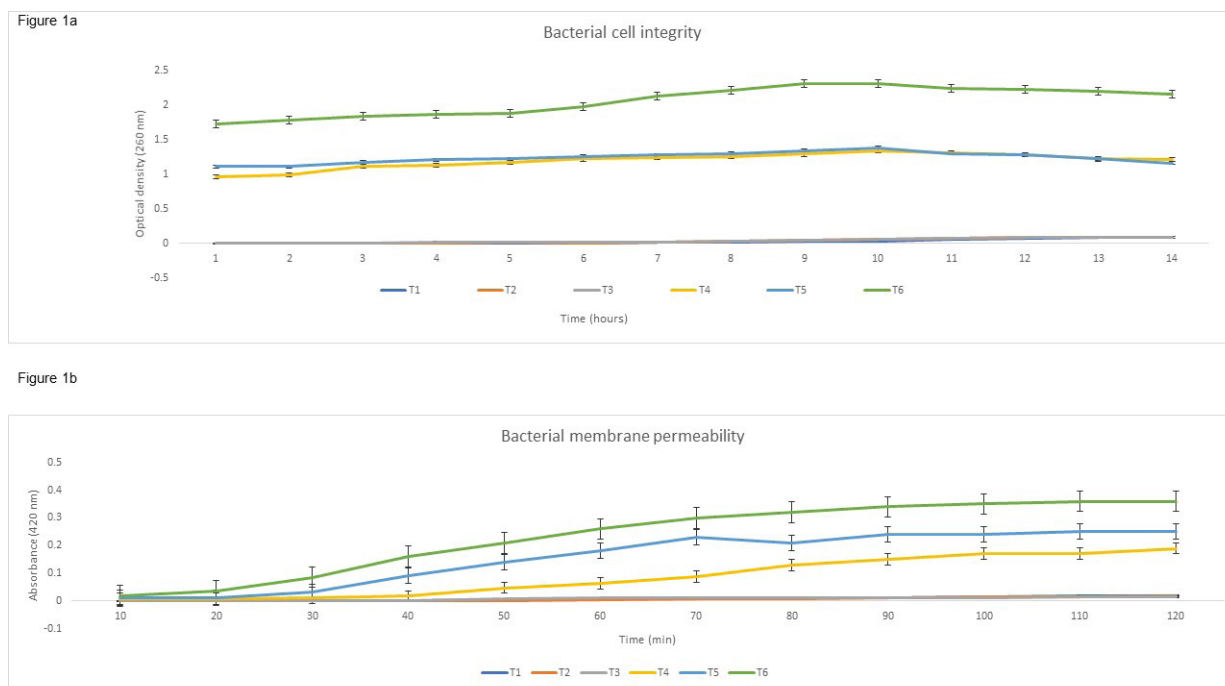 Figure 1a
Bacterial cell integrity
Optical density (260 nm)
2.5
2
1.5
1
0.5
0
-0.5
1 2 3 4 5 6 7 8 9 10 11 12 13 14
T1 T2 T3 T4 T5 T6
Time (hours)
Figure 1b
Bacterial membrane permeability
Absorbance (420 nm)
0.5
0.4
0.3
0.2
0.1
0
-0.1
10 20 30 40 50 60 70 80 90 100 110 120
Time (min)
T1 T2 T3 T4 T5 T6